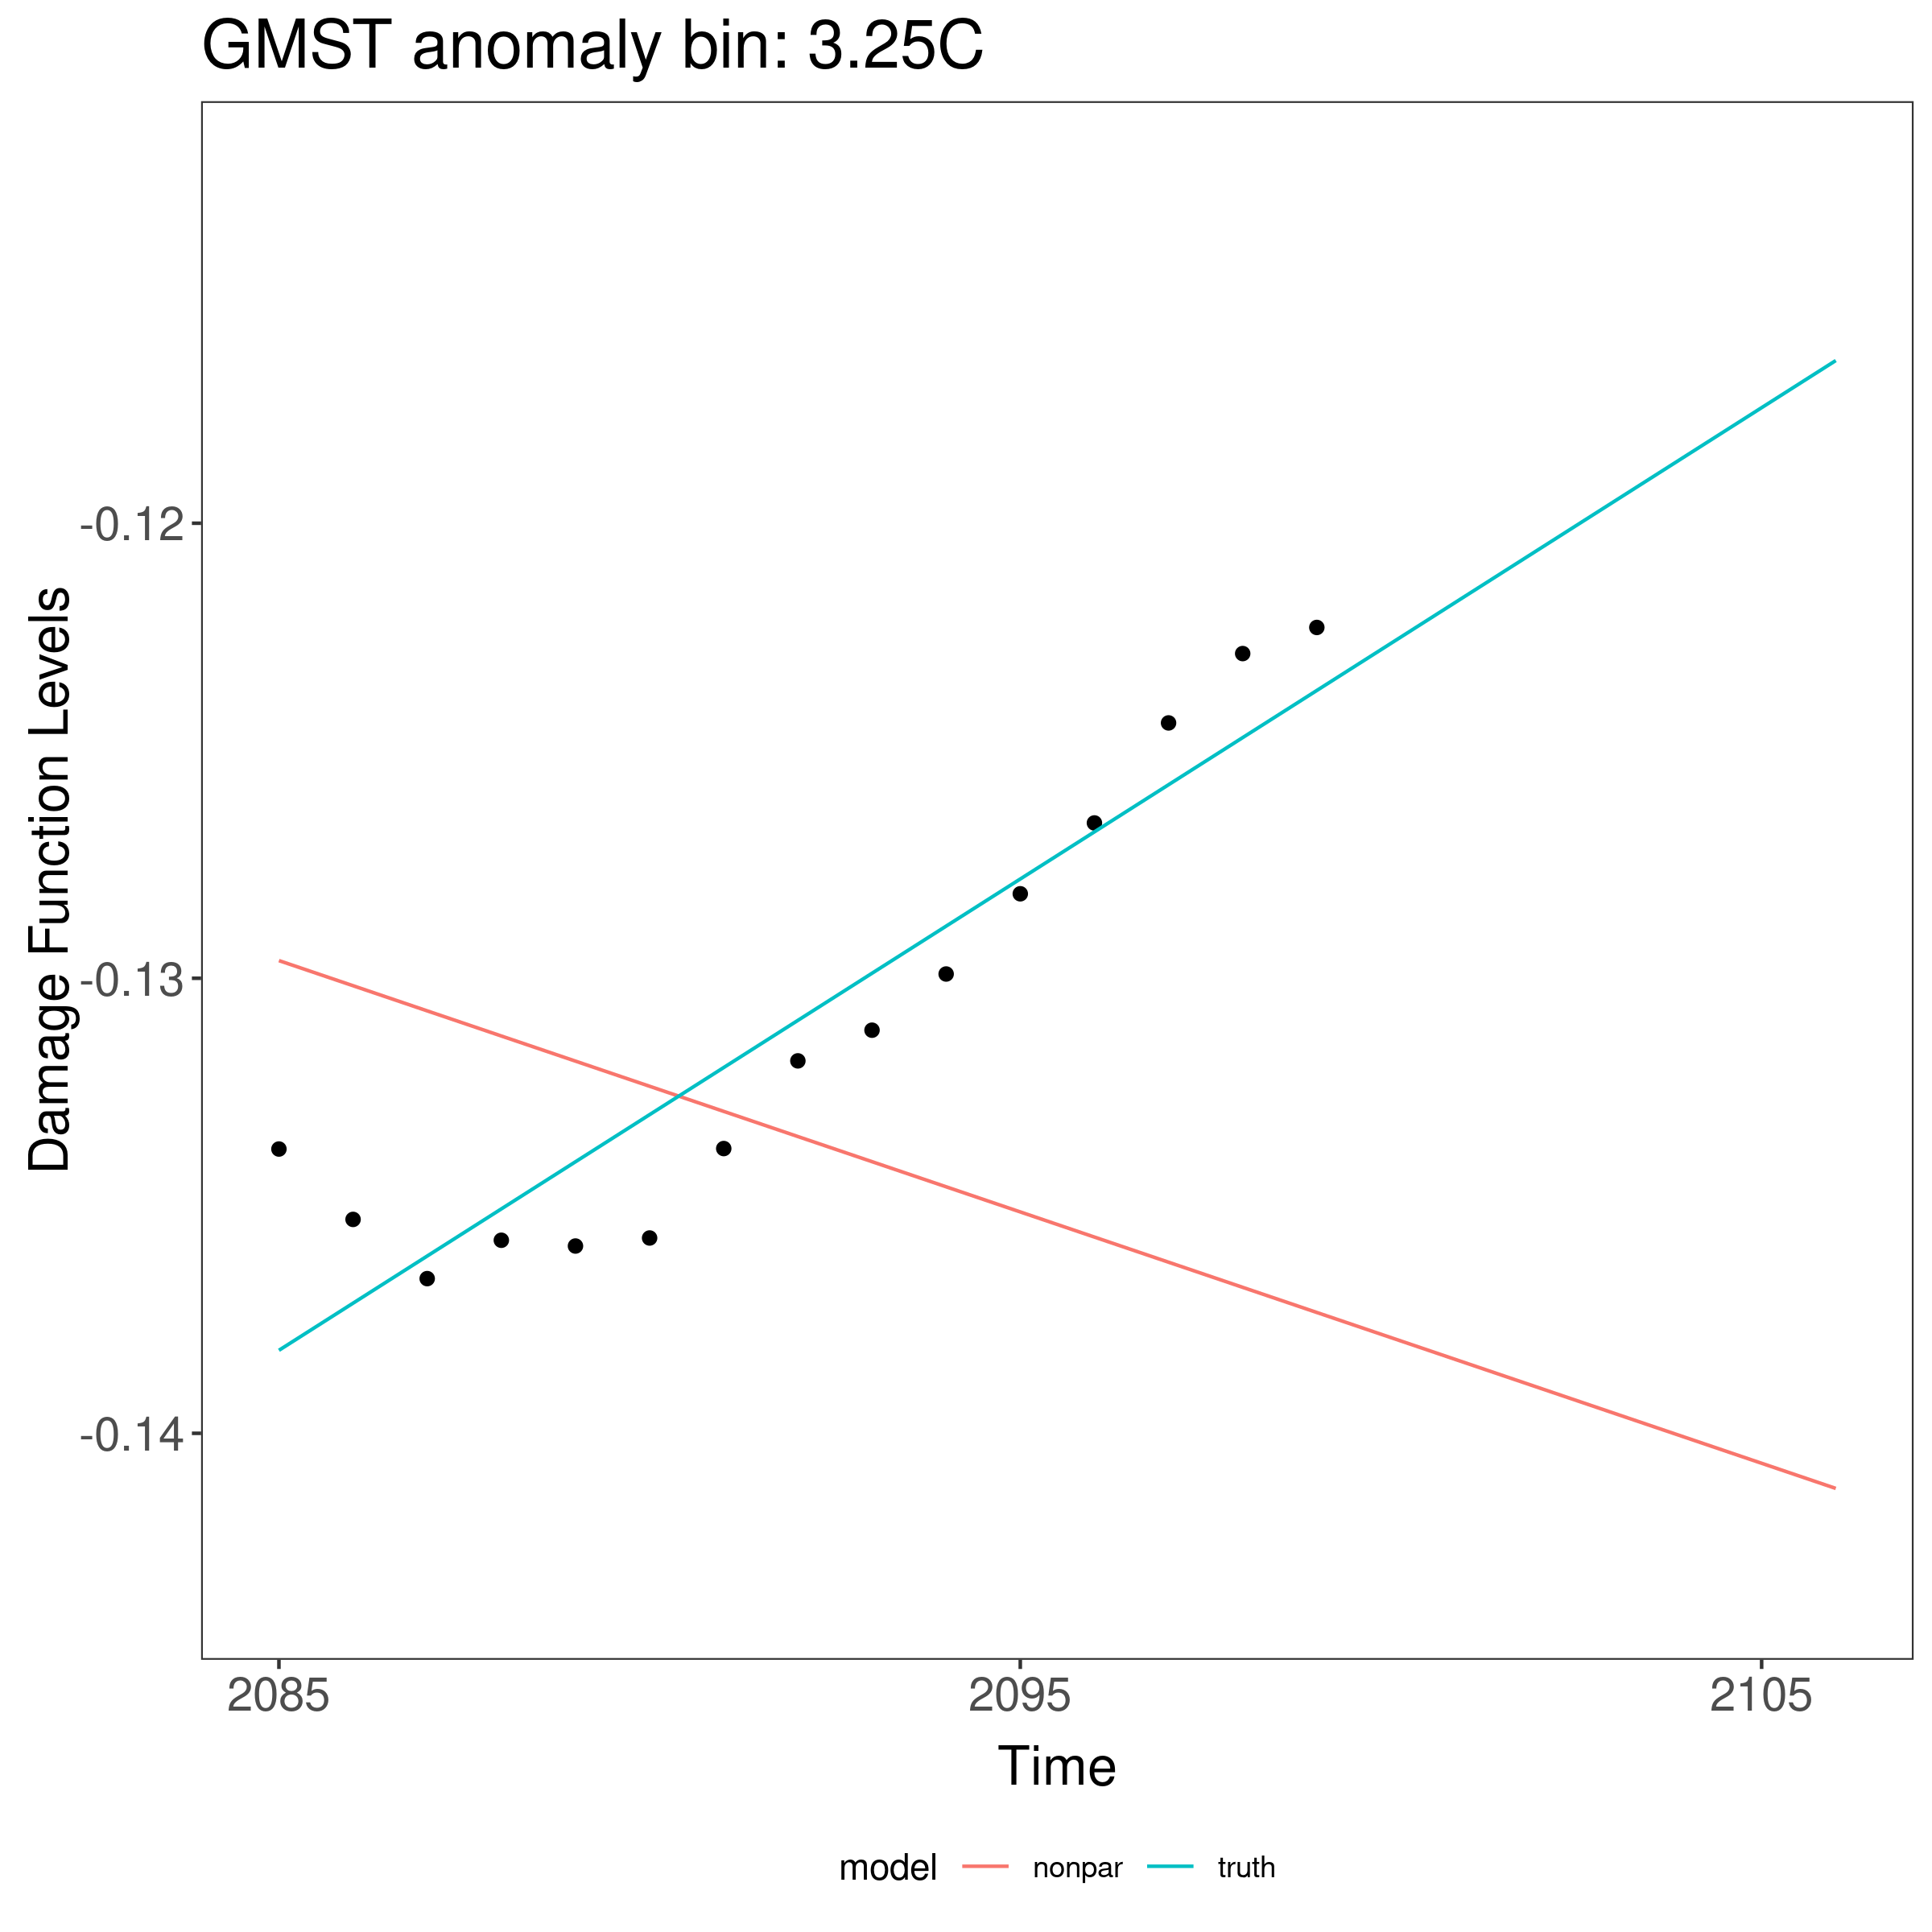 GMST anomaly bin: 3.25C
Damage Function Levels
-0.12
-0.13
-0.14
2085 2095 2105
Time
model nonpar truth